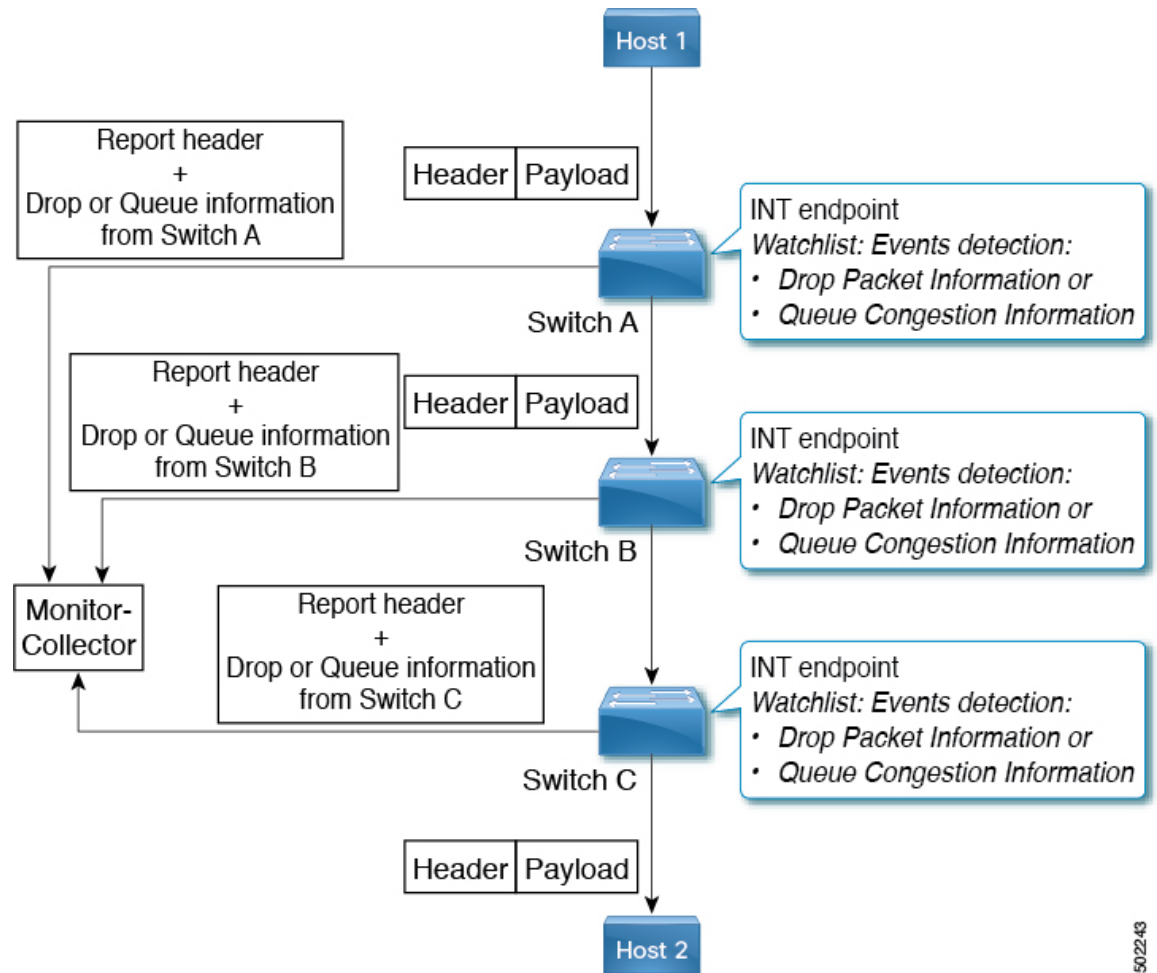 Host 1
Report header
+
Drop or Queue information
from Switch A
Header Payload
INT endpoint
Watchlist: Events detection:
• Drop Packet Information or
• Queue Congestion Information
Switch A
Report header
+
Drop or Queue information
from Switch B
Header Payload
INT endpoint
Watchlist: Events detection:
• Drop Packet Information or
• Queue Congestion Information
Switch B
Monitor-
Collector
Report header
+
Drop or Queue information
from Switch C
INT endpoint
Watchlist: Events detection:
• Drop Packet Information or
• Queue Congestion Information
Switch C
Header Payload
Host 2
502243